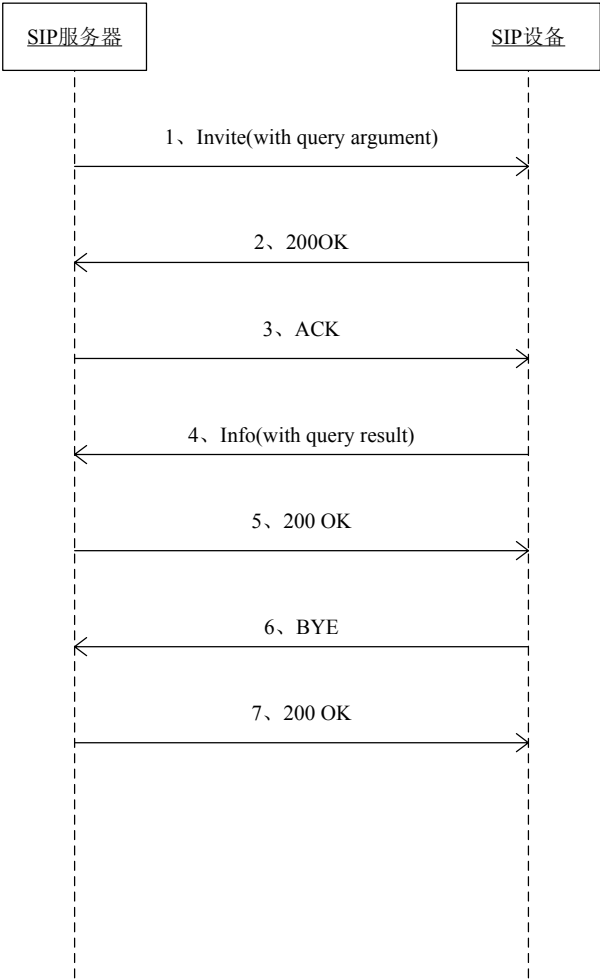 SIP服务器
SIP设备
1、Invite(with query argument)
2、200OK
3、ACK
4、Info(with query result)
5、200 OK
6、BYE
7、200 OK